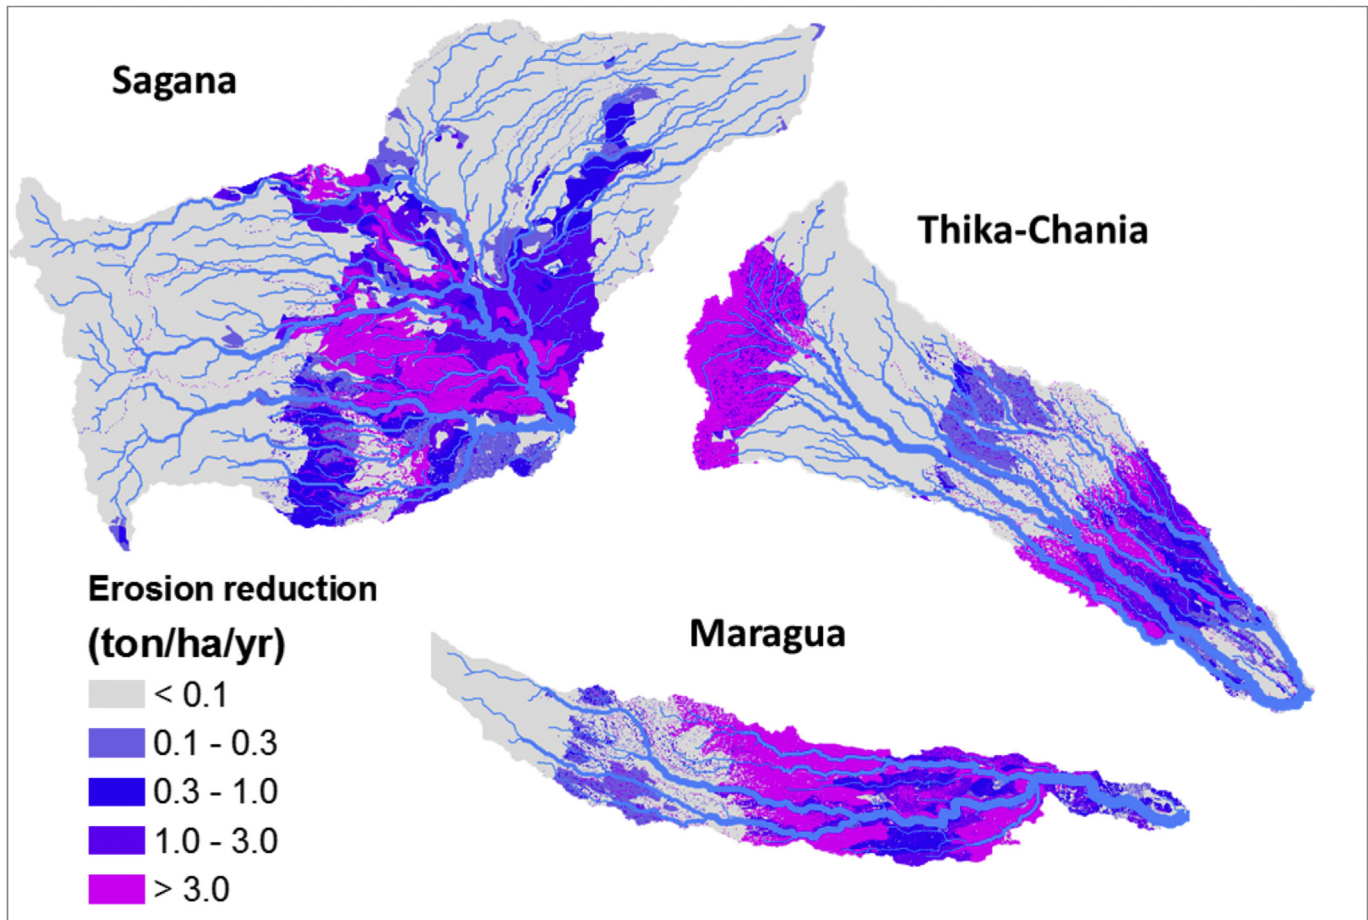 Sagana
Thika-Chania
Maragua
Erosion reduction
(ton/ha/yr)
< 0.1
0.1 - 0.3
0.3 - 1.0
1.0 - 3.0
> 3.0